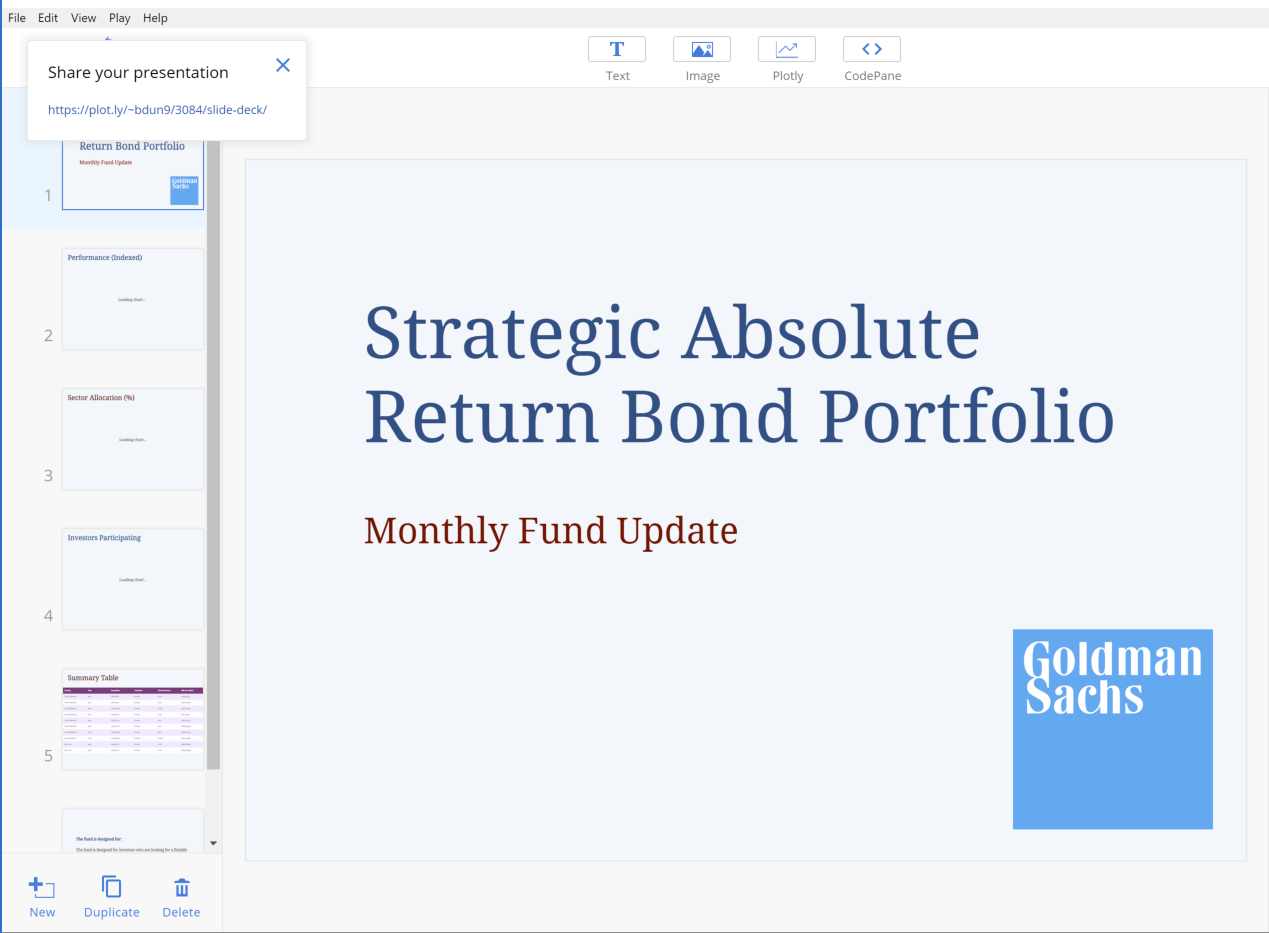 File Edit View Play Help
Share your presentation
https://plot.ly/~bdun9/3084/slide-deck/
Text
Image
Plotly
CodePane
Return Bond Portfolio
Monthly Fund Update
Goldman
Sachs
1
Performance (Indexed)
Loading chart...
2
Sector Allocation (%)
Loading chart...
3
Investors Participating
Loading chart...
4
Summary Table
5
The fund is designed for:
The fund is designed for investors who are looking for a flexible
New
Duplicate
Delete
Strategic Absolute
Return Bond Portfolio
Monthly Fund Update
Goldman
Sachs